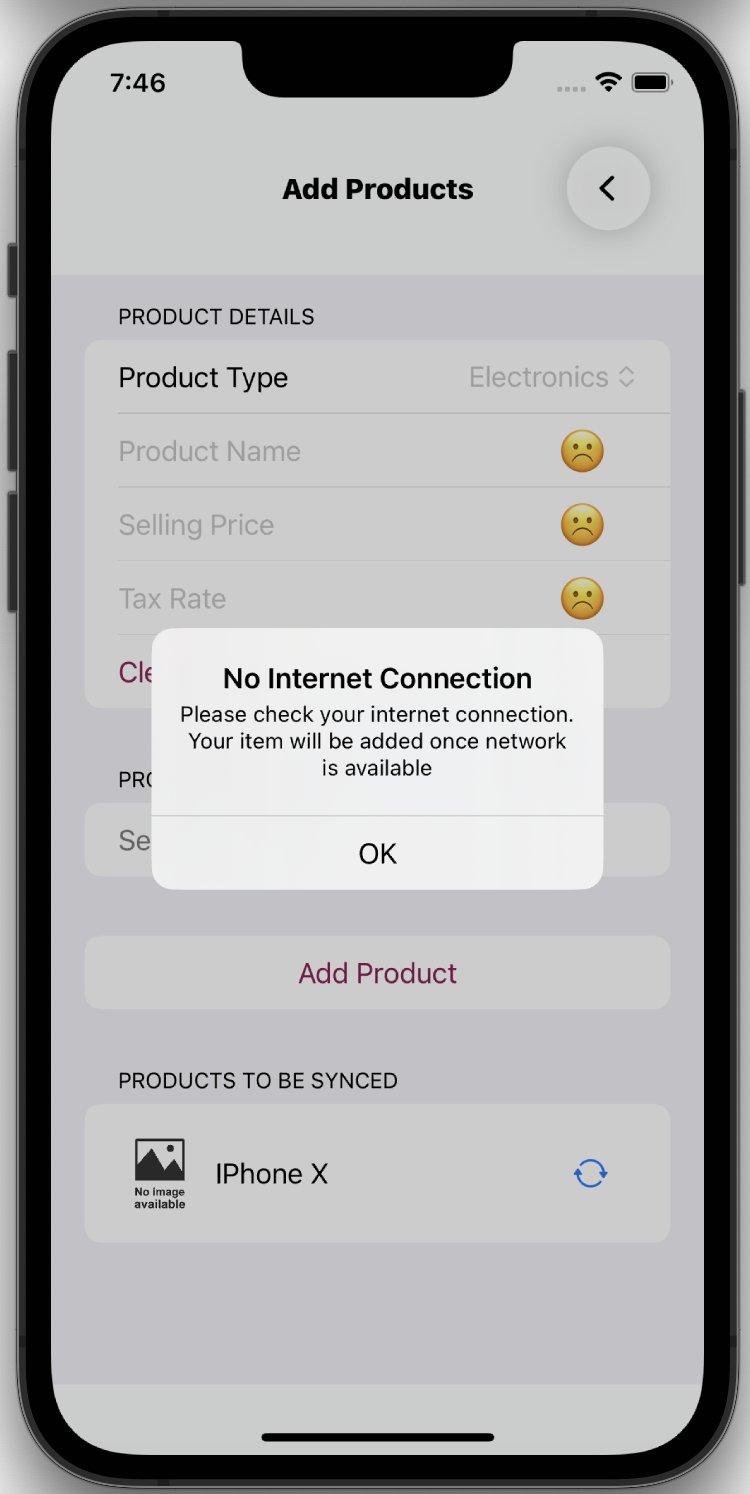 7:46
Add Products
PRODUCT DETAILS
Product Type Electronics
Product Name
Selling Price
Tax Rate
Cle
No Internet Connection
Please check your internet connection.
Your item will be added once network
is available
PRO
Se
OK
Add Product
PRODUCTS TO BE SYNCED
IPhone X
No image
available